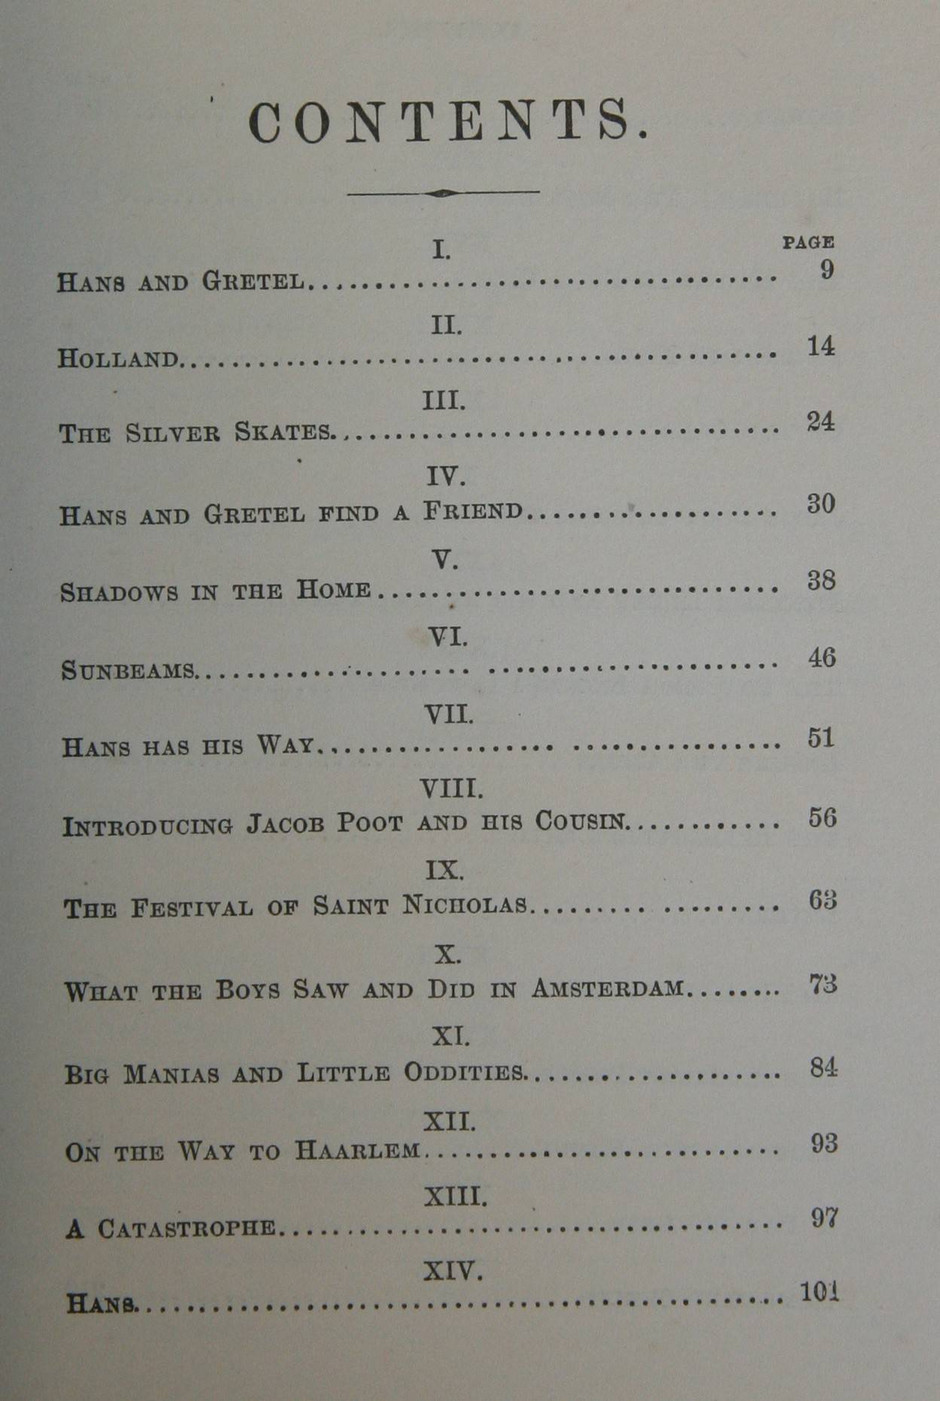 CONTENTS.
PAGE
I.
HANS AND GRETEL........................................ 9
II.
HOLLAND........................................ 14
III.
THE SILVER SKATES........................................ 24
IV.
HANS AND GRETEL FIND A FRIEND.................... 30
V.
SHADOWS IN THE HOME.............................. 38
VI.
SUNBEAMS........................................ 46
VII.
HANS HAS HIS WAY.................................. 51
VIII.
INTRODUCING JACOB POOT AND HIS COUSIN............ 56
IX.
THE FESTIVAL OF SAINT NICHOLAS.................. 63
X.
WHAT THE BOYS SAW AND DID IN AMSTERDAM........ 73
XI.
BIG MANIAS AND LITTLE ODDITIES.................... 84
XII.
ON THE WAY TO HAARLEM........................... 93
XIII.
A CATASTROPHE...................................... 97
XIV.
HANS................................................ 101